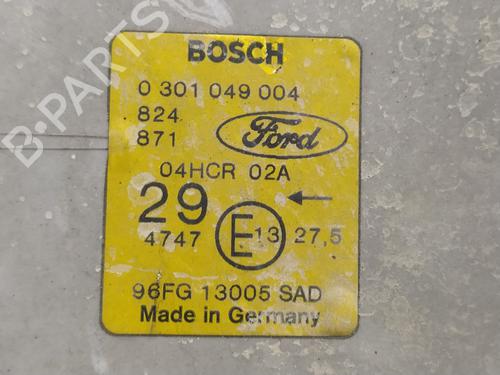 B-PARTS
BOSCH
0 301 049 004
824
871 Ford
04HCR 02A
29 ←
4747 E 13 27,5
96FG 13005 SAD
Made in Germany